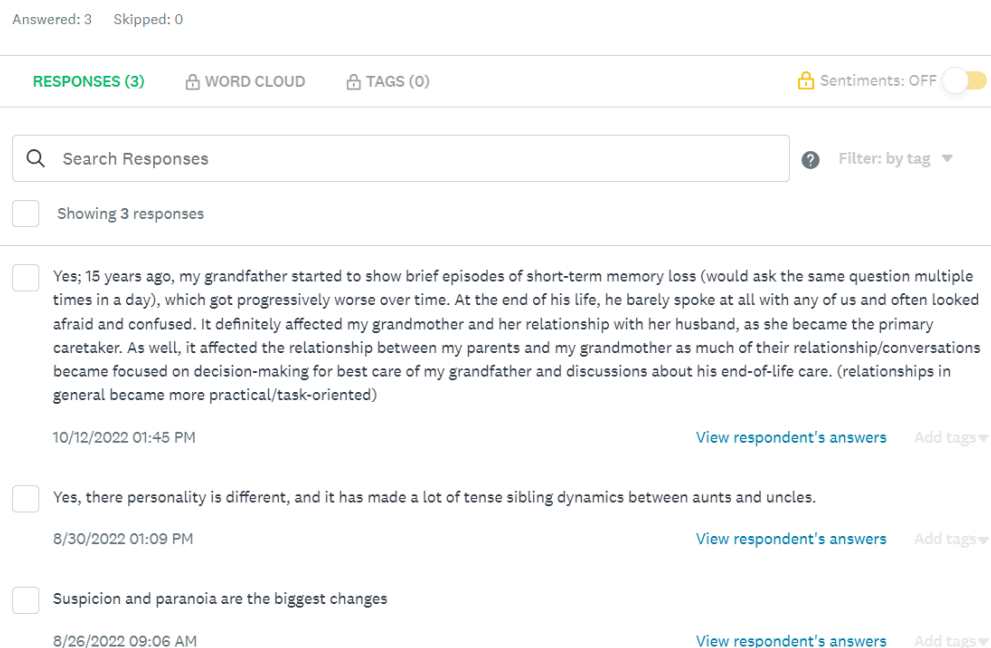 Answered: 3 Skipped: 0
RESPONSES (3) WORD CLOUD TAGS (0) Sentiments: OFF
Search Responses ? Filter: by tag
Showing 3 responses
Yes; 15 years ago, my grandfather started to show brief episodes of short-term memory loss (would ask the same question multiple
times in a day), which got progressively worse over time. At the end of his life, he barely spoke at all with any of us and often looked
afraid and confused. It definitely affected my grandmother and her relationship with her husband, as she became the primary
caretaker. As well, it affected the relationship between my parents and my grandmother as much of their relationship/conversations
became focused on decision-making for best care of my grandfather and discussions about his end-of-life care. (relationships in
general became more practical/task-oriented)
10/12/2022 01:45 PM View respondent's answers Add tags
Yes, there personality is different, and it has made a lot of tense sibling dynamics between aunts and uncles.
8/30/2022 01:09 PM View respondent's answers Add tags
Suspicion and paranoia are the biggest changes
8/26/2022 09:06 AM View respondent's answers Add tags